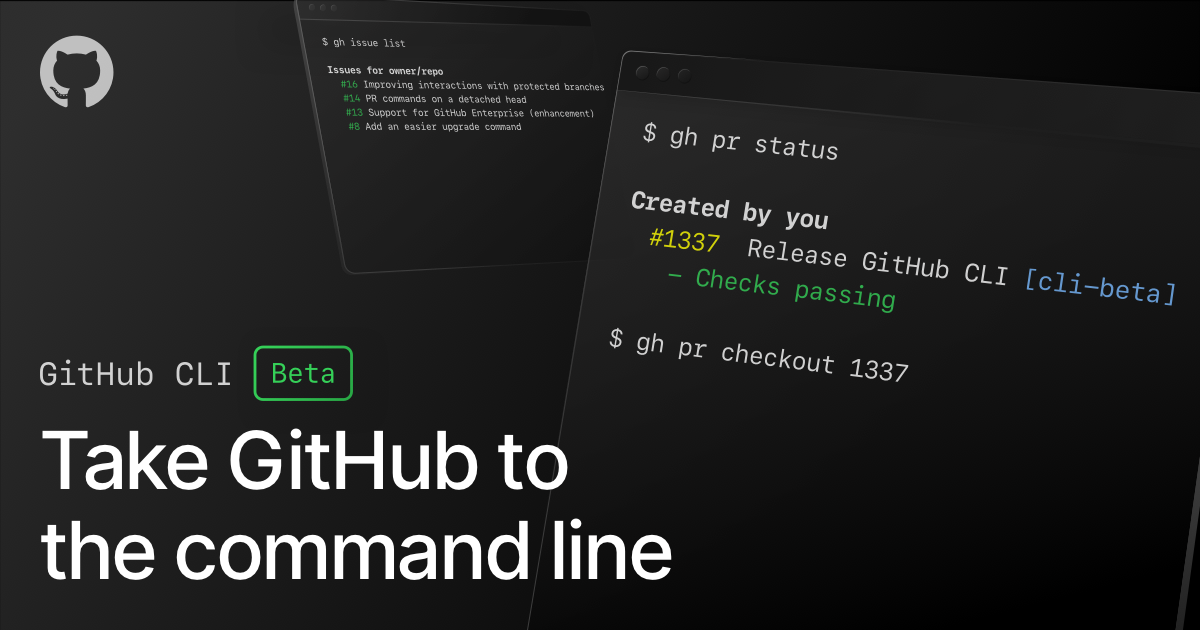 $ gh issue list
Issues for owner/repo
#16 Improving interactions with protected branches
#14 PR commands on a detached head
#13 Support for GitHub Enterprise (enhancement)
#8 Add an easier upgrade command
$ gh pr status
Created by you
#1337 Release GitHub CLI [cli-beta]
– Checks passing
$ gh pr checkout 1337
GitHub CLI Beta
Take GitHub to
the command line